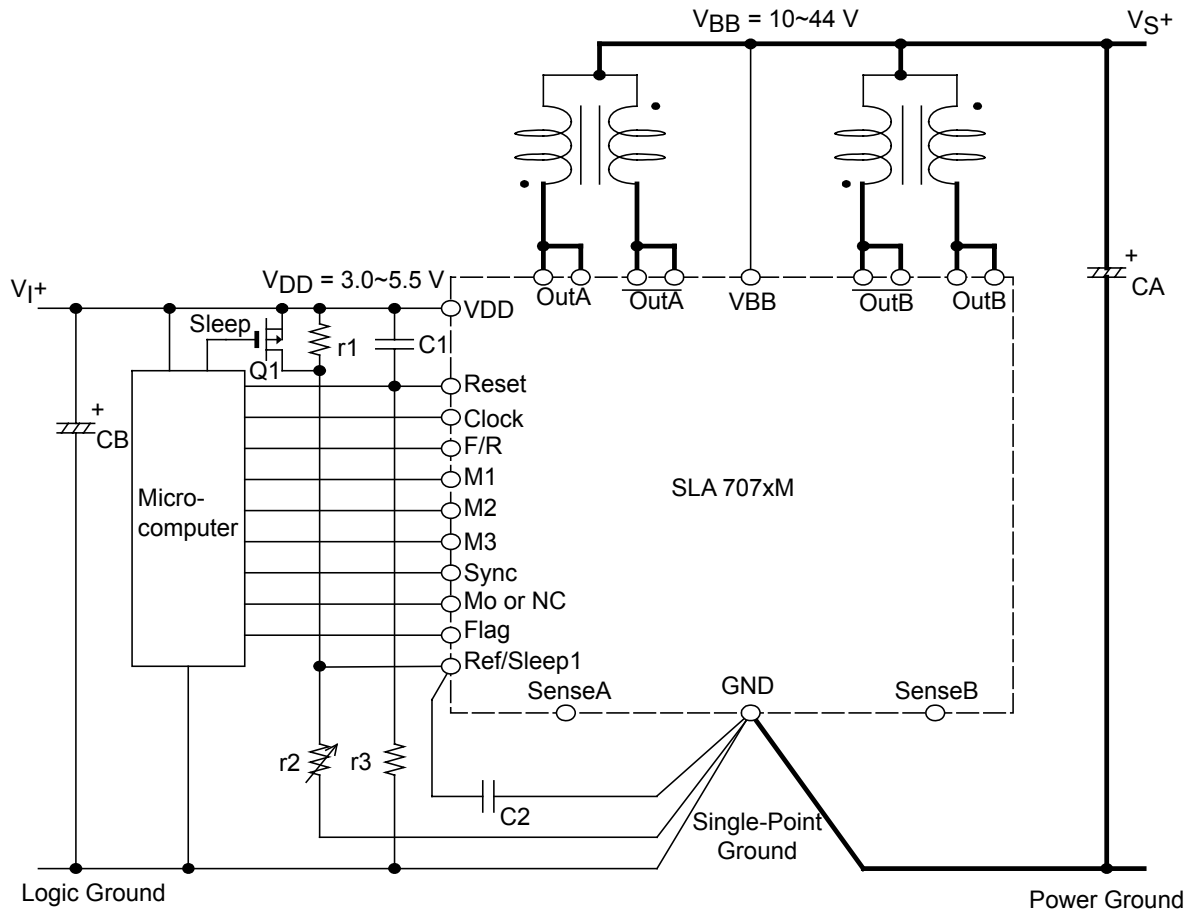 VBB = 10~44 V
VS+
OutA
OutA
VBB
OutB
OutB
+
CA
VI+
VDD = 3.0~5.5 V
VDD
Sleep
Q1
r1
C1
+
CB
Micro-
computer
Reset
Clock
F/R
M1
M2
M3
Sync
Mo or NC
Flag
Ref/Sleep1
SLA 707xM
SenseA
GND
SenseB
r2
r3
C2
Single-Point
Ground
Logic Ground
Power Ground